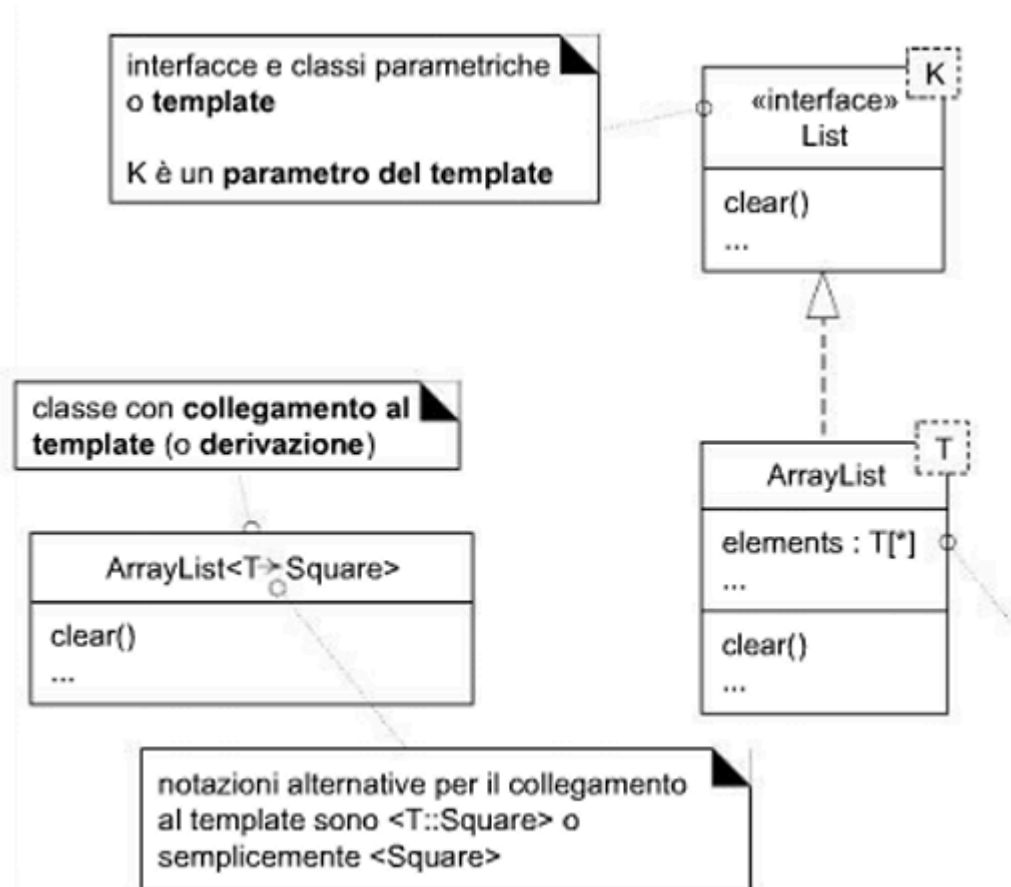 interfacce e classi parametriche
o template
K è un parametro del template
K
«interface»
List
clear()
...
classe con collegamento al
template (o derivazione)
ArrayList<T→Square>
clear()
...
T
ArrayList
elements : T[*]
...
clear()
...
notazioni alternative per il collegamento
al template sono <T::Square> o
semplicemente <Square>